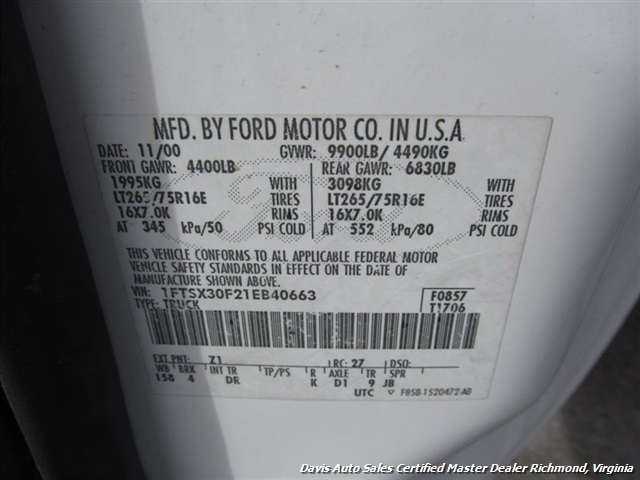 MFD. BY FORD MOTOR CO. IN U.S.A.
DATE: 11/00 GVWR: 9900LB/ 4490KG
FRONT GAWR: 4400LB REAR GAWR: 6830LB
1995KG WITH 3098KG WITH
LT265/75R16E TIRES LT265/75R16E TIRES
16X7.0K RIMS 16X7.0K RIMS
AT 345 kPa/50 PSI COLD AT 552 kPa/80 PSI COLD
THIS VEHICLE CONFORMS TO ALL APPLICABLE FEDERAL MOTOR
VEHICLE SAFETY STANDARDS IN EFFECT ON THE DATE OF
MANUFACTURE SHOWN ABOVE.
VIN: 1FTSX30F21EB40663 F0857
TYPE: TRUCK T1706
EXT PNT: Z1 RC: 27 DSO:
WB BRK INT TR TP/PS R AXLE TR SPR
158 4 DR K D1 9 JB
UTC F85B-1520472-AB
Davis Auto Sales Certified Master Dealer Richmond, Virginia